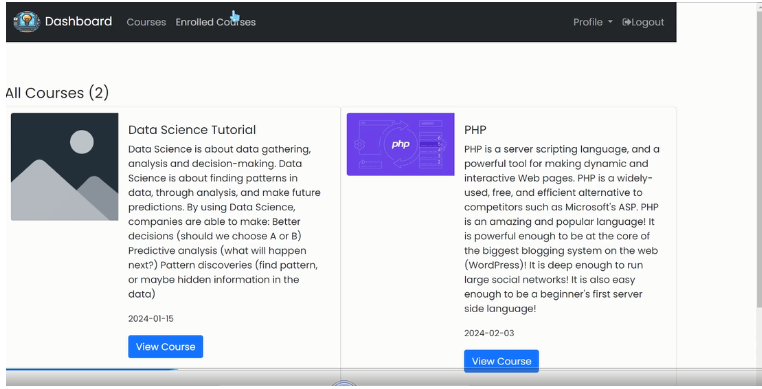 Dashboard Courses Enrolled Courses Profile Logout
All Courses (2)
Data Science Tutorial
Data Science is about data gathering,
analysis and decision-making. Data
Science is about finding patterns in
data, through analysis, and make future
predictions. By using Data Science,
companies are able to make: Better
decisions (should we choose A or B)
Predictive analysis (what will happen
next?) Pattern discoveries (find pattern,
or maybe hidden information in the
data)
2024-01-15
View Course
php
PHP
PHP is a server scripting language, and a
powerful tool for making dynamic and
interactive Web pages. PHP is a widely-
used, free, and efficient alternative to
competitors such as Microsoft's ASP. PHP
is an amazing and popular language! It
is powerful enough to be at the core of
the biggest blogging system on the web
(WordPress)! It is deep enough to run
large social networks! It is also easy
enough to be a beginner's first server
side language!
2024-02-03
View Course